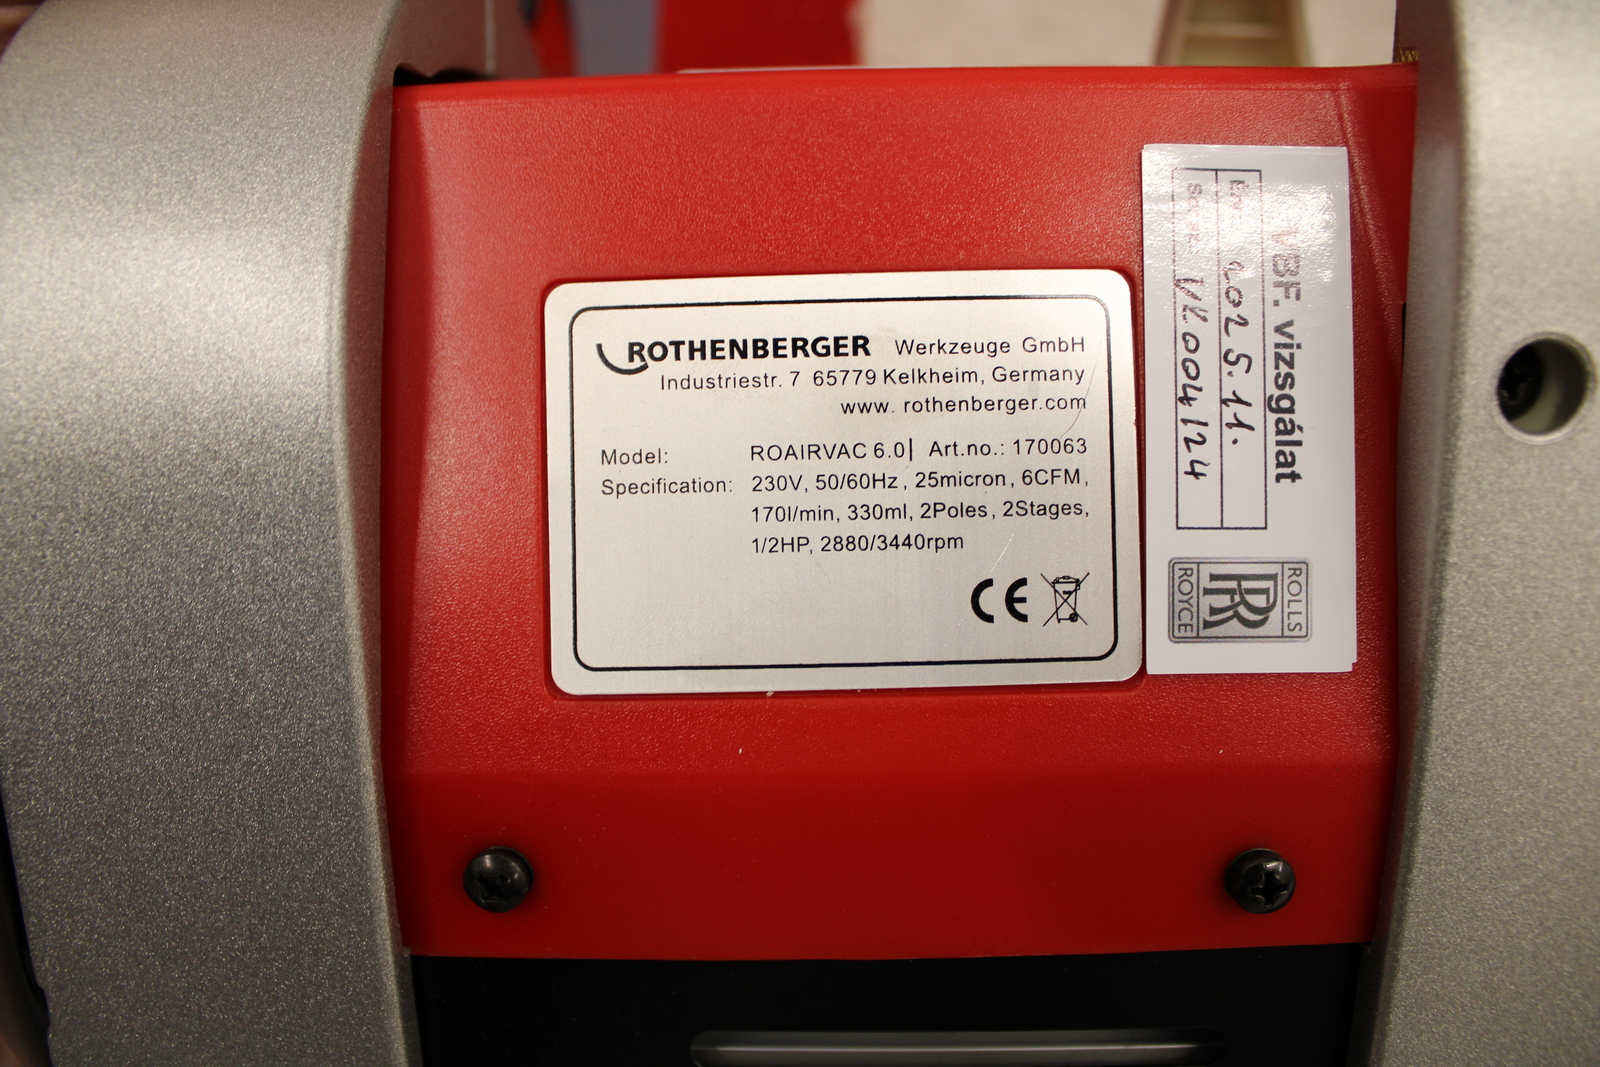 ROTHENBERGER Werkzeuge GmbH
Industriestr. 7 65779 Kelkheim, Germany
www. rothenberger.com
Model: ROAIRVAC 6.0| Art.no.: 170063
Specification: 230V, 50/60Hz, 25micron, 6CFM,
170l/min, 330ml, 2Poles, 2Stages,
1/2HP, 2880/3440rpm
CE
VBF. vizsgálat
2025.11.
VL004/24
ROLLS
RR
ROYCE